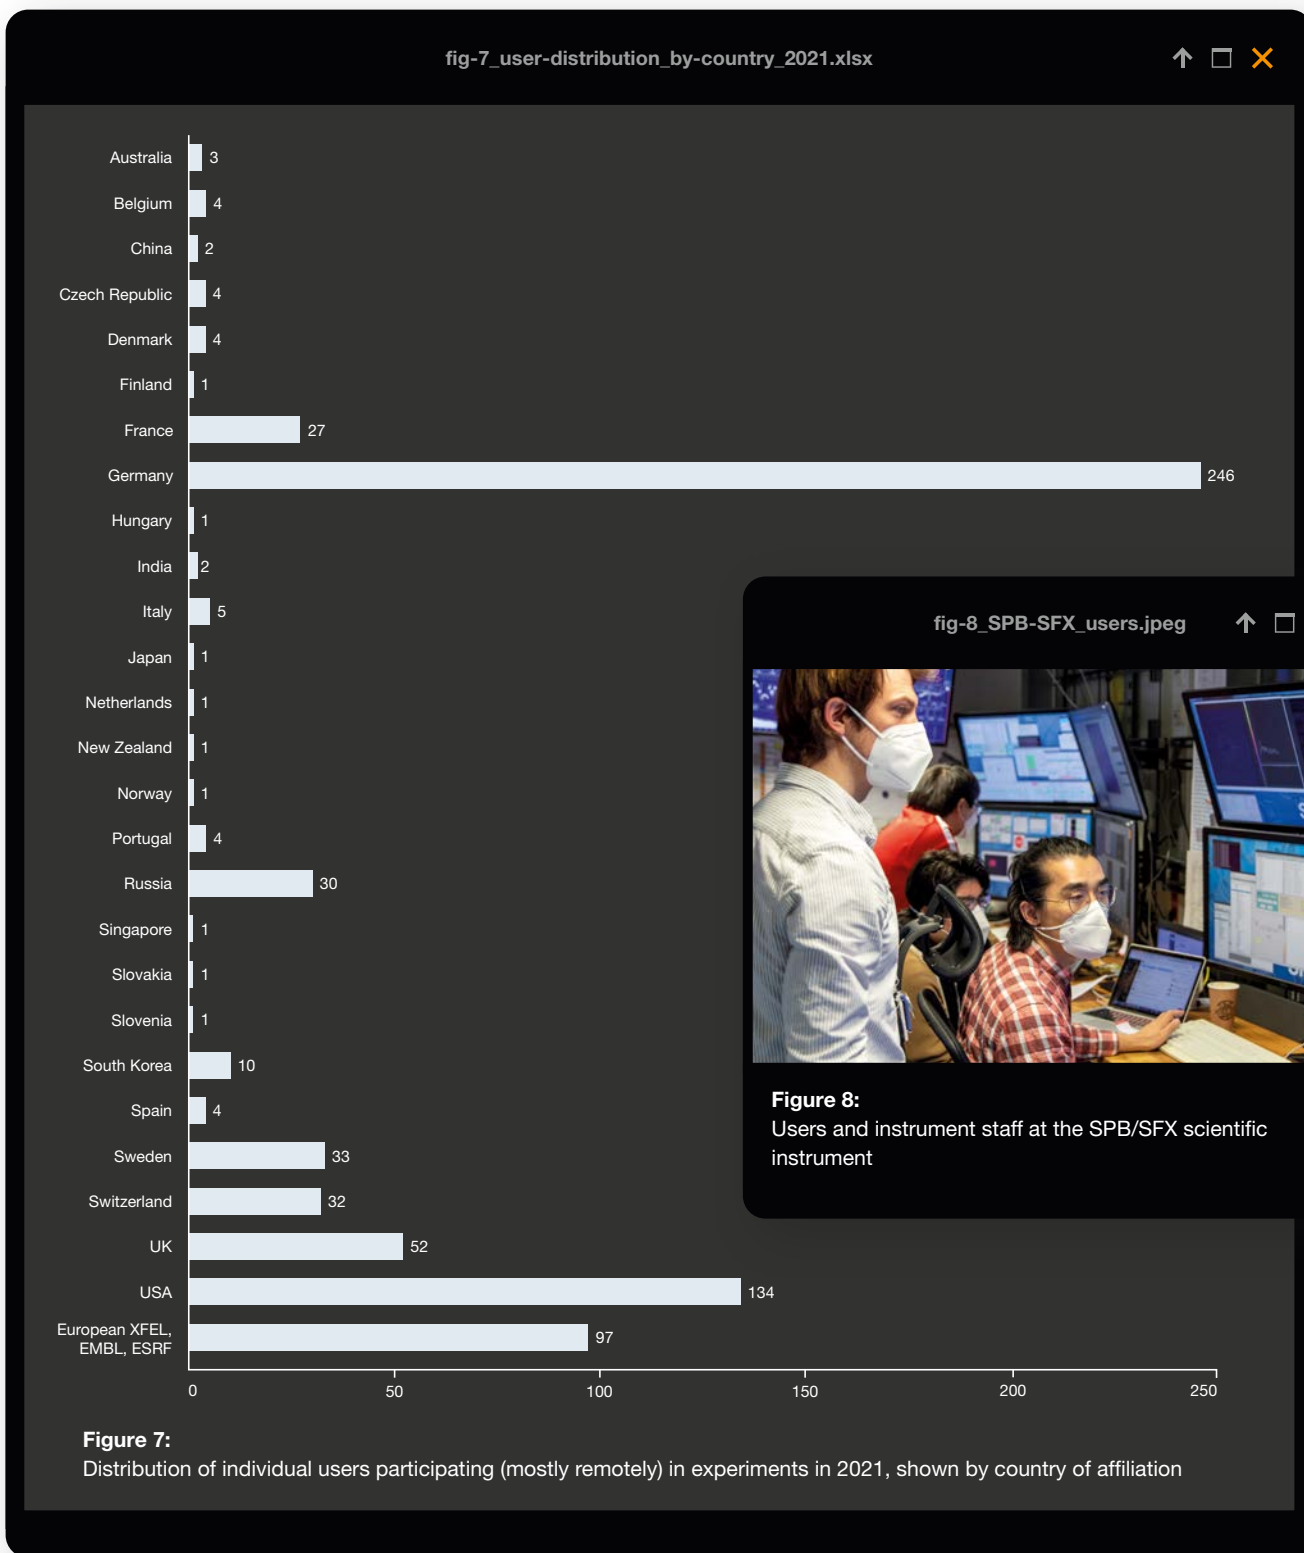 fig-7_user-distribution_by-country_2021.xlsx
Australia 3
Belgium 4
China 2
Czech Republic 4
Denmark 4
Finland 1
France 27
Germany 246
Hungary 1
India 2
Italy 5
Japan 1
Netherlands 1
New Zealand 1
Norway 1
Portugal 4
Russia 30
Singapore 1
Slovakia 1
Slovenia 1
South Korea 10
Spain 4
Sweden 33
Switzerland 32
UK 52
USA 134
European XFEL,
EMBL, ESRF 97
0 50 100 150 200 250
Figure 7:
Distribution of individual users participating (mostly remotely) in experiments in 2021, shown by country of affiliation
fig-8_SPB-SFX_users.jpeg
Figure 8:
Users and instrument staff at the SPB/SFX scientific
instrument